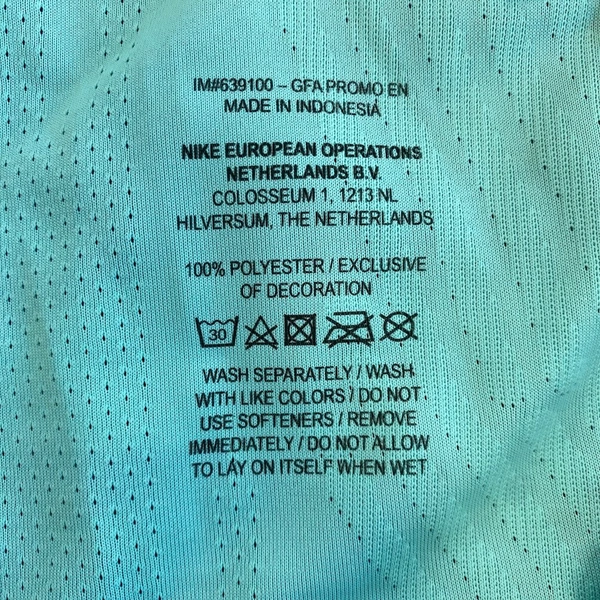 IM#639100 – GFA PROMO EN
MADE IN INDONESIA
NIKE EUROPEAN OPERATIONS
NETHERLANDS B.V.
COLOSSEUM 1, 1213 NL
HILVERSUM, THE NETHERLANDS
100% POLYESTER / EXCLUSIVE
OF DECORATION
30
WASH SEPARATELY / WASH
WITH LIKE COLORS / DO NOT
USE SOFTENERS / REMOVE
IMMEDIATELY / DO NOT ALLOW
TO LAY ON ITSELF WHEN WET